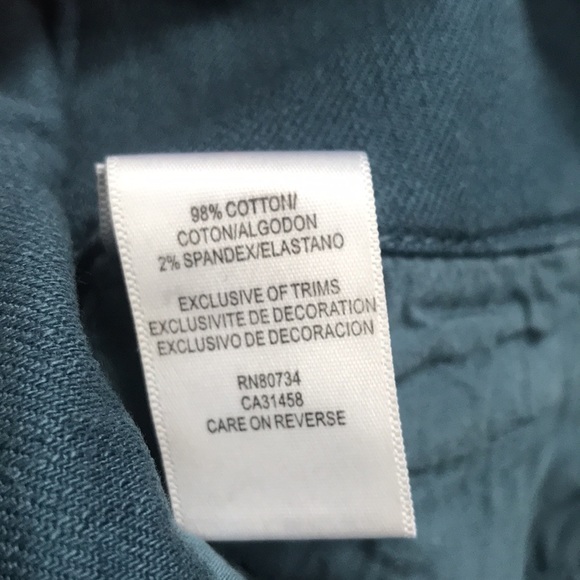 98% COTTON/
COTON/ALGODON
2% SPANDEX/ELASTANO
EXCLUSIVE OF TRIMS
EXCLUSIVITE DE DECORATION
EXCLUSIVO DE DECORACION
RN80734
CA31458
CARE ON REVERSE